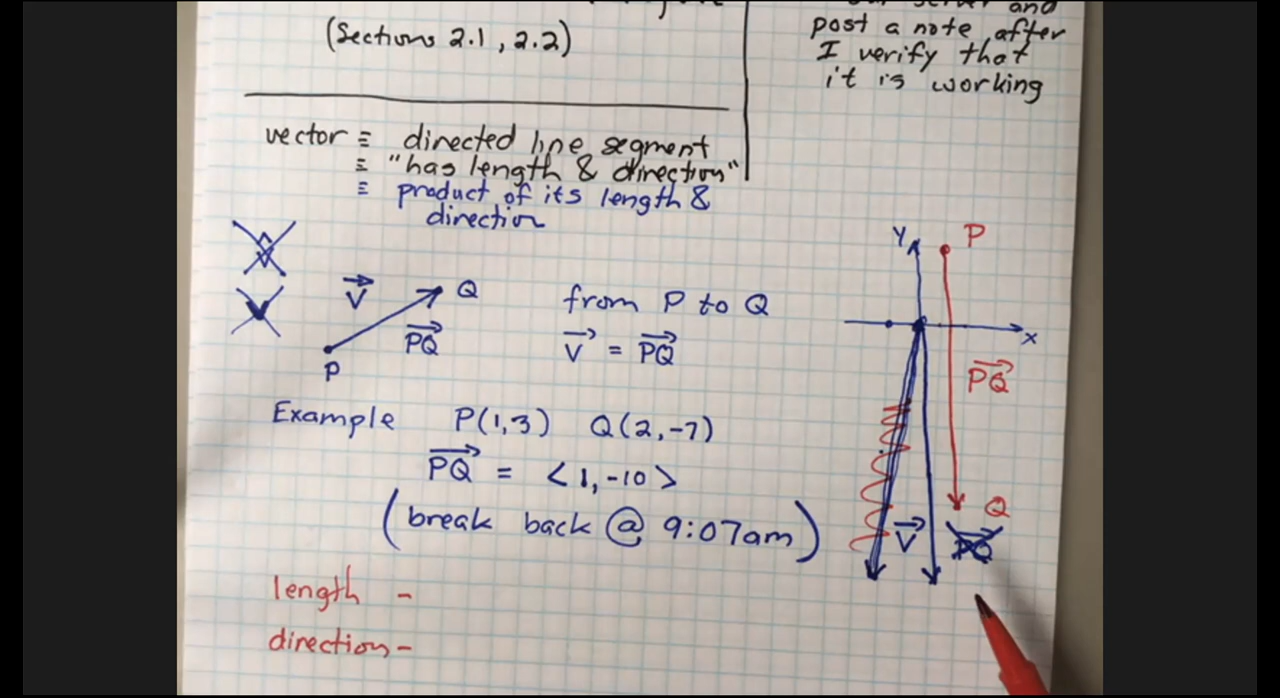 (Sections 2.1, 2.2)
and
post a note after
I verify that
it is working
vector ≡ directed line segment
≡ "has length & direction"
≡ product of its length &
direction
V
V
P
Q
PQ
from P to Q
V = PQ
Example P(1,3) Q(2,-7)
PQ = <1,-10>
(break back @ 9:07am)
length -
direction -
y
P
x
PQ
Q
V